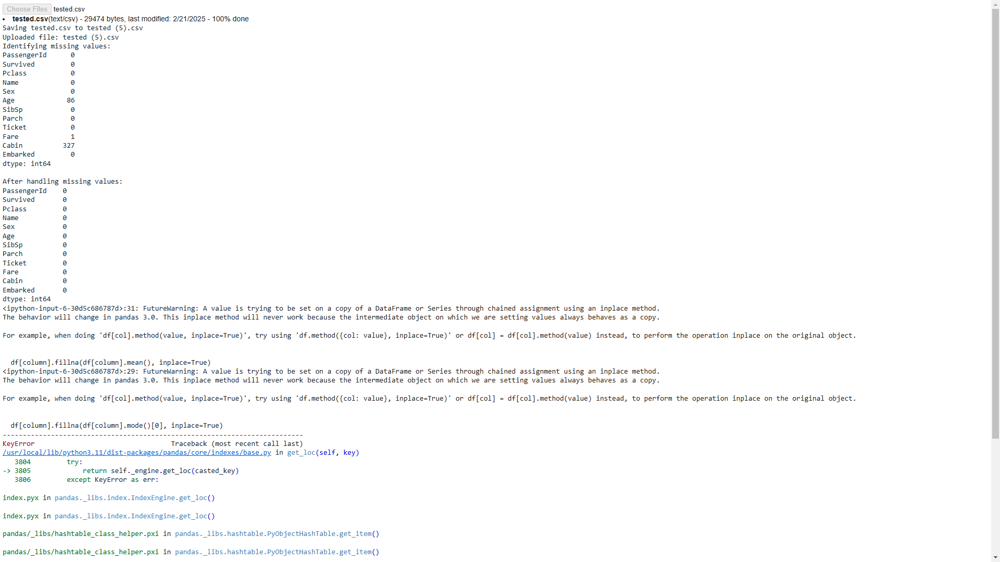 Choose Files tested.csv
• tested.csv(text/csv) - 29474 bytes, last modified: 2/21/2025 - 100% done
Saving tested.csv to tested (5).csv
Uploaded file: tested (5).csv
Identifying missing values:
PassengerId      0
Survived         0
Pclass           0
Name             0
Sex              0
Age             86
SibSp            0
Parch            0
Ticket           0
Fare             1
Cabin          327
Embarked         0
dtype: int64

After handling missing values:
PassengerId    0
Survived       0
Pclass         0
Name           0
Sex            0
Age            0
SibSp          0
Parch          0
Ticket         0
Fare           0
Cabin          0
Embarked       0
dtype: int64
<ipython-input-6-30d5c686787d>:31: FutureWarning: A value is trying to be set on a copy of a DataFrame or Series through chained assignment using an inplace method.
The behavior will change in pandas 3.0. This inplace method will never work because the intermediate object on which we are setting values always behaves as a copy.

For example, when doing 'df[col].method(value, inplace=True)', try using 'df.method({col: value}, inplace=True)' or df[col] = df[col].method(value) instead, to perform the operation inplace on the original object.


  df[column].fillna(df[column].mean(), inplace=True)
<ipython-input-6-30d5c686787d>:29: FutureWarning: A value is trying to be set on a copy of a DataFrame or Series through chained assignment using an inplace method.
The behavior will change in pandas 3.0. This inplace method will never work because the intermediate object on which we are setting values always behaves as a copy.

For example, when doing 'df[col].method(value, inplace=True)', try using 'df.method({col: value}, inplace=True)' or df[col] = df[col].method(value) instead, to perform the operation inplace on the original object.


  df[column].fillna(df[column].mode()[0], inplace=True)
---------------------------------------------------------------------------
KeyError                                  Traceback (most recent call last)
/usr/local/lib/python3.11/dist-packages/pandas/core/indexes/base.py in get_loc(self, key)
   3804         try:
-> 3805             return self._engine.get_loc(casted_key)
   3806         except KeyError as err:

index.pyx in pandas._libs.index.IndexEngine.get_loc()

index.pyx in pandas._libs.index.IndexEngine.get_loc()

pandas/_libs/hashtable_class_helper.pxi in pandas._libs.hashtable.PyObjectHashTable.get_item()

pandas/_libs/hashtable_class_helper.pxi in pandas._libs.hashtable.PyObjectHashTable.get_item()